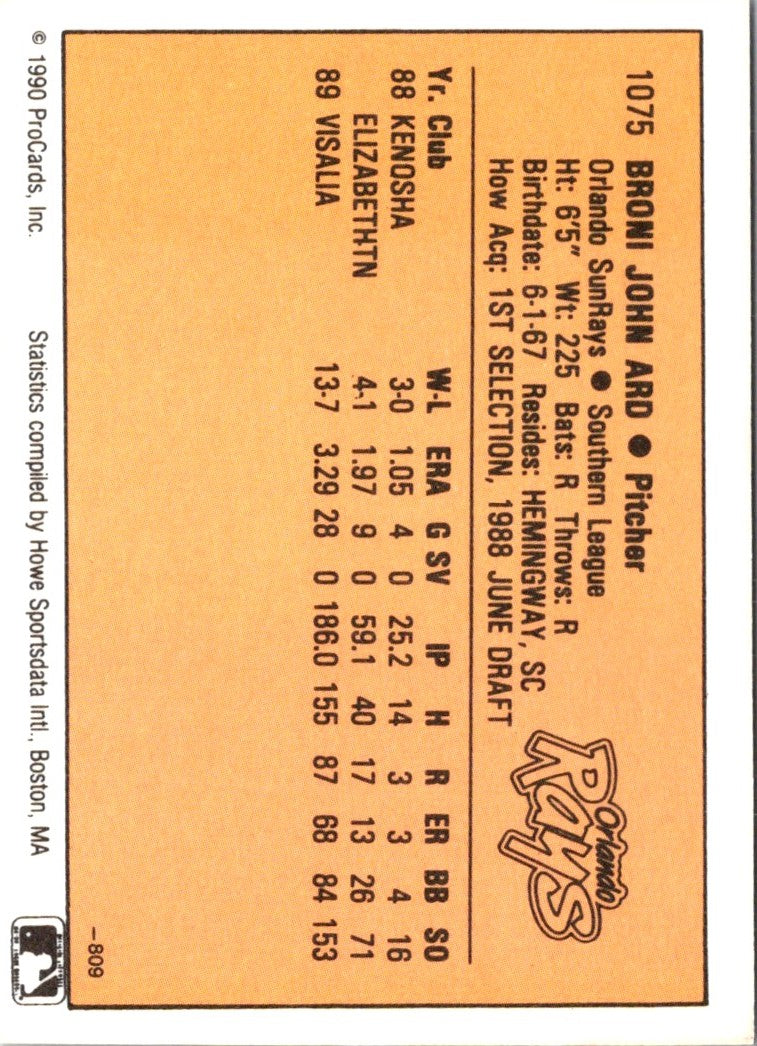 1075 BRONI JOHN ARD ● Pitcher
Orlando SunRays ● Southern League
Ht: 6'5" Wt: 225 Bats: R Throws: R
Birthdate: 6-1-67 Resides: HEMINGWAY, SC
How Acq: 1ST SELECTION, 1988 JUNE DRAFT
Orlando
Rays
Yr. Club W-L ERA G SV IP H R ER BB SO
88 KENOSHA 3-0 1.05 4 0 25.2 14 3 3 4 16
ELIZABETHTN 4-1 1.97 9 0 59.1 40 17 13 26 71
89 VISALIA 13-7 3.29 28 0 186.0 155 87 68 84 153
-809
© 1990 ProCards, Inc. Statistics compiled by Howe Sportsdata Intl., Boston, MA